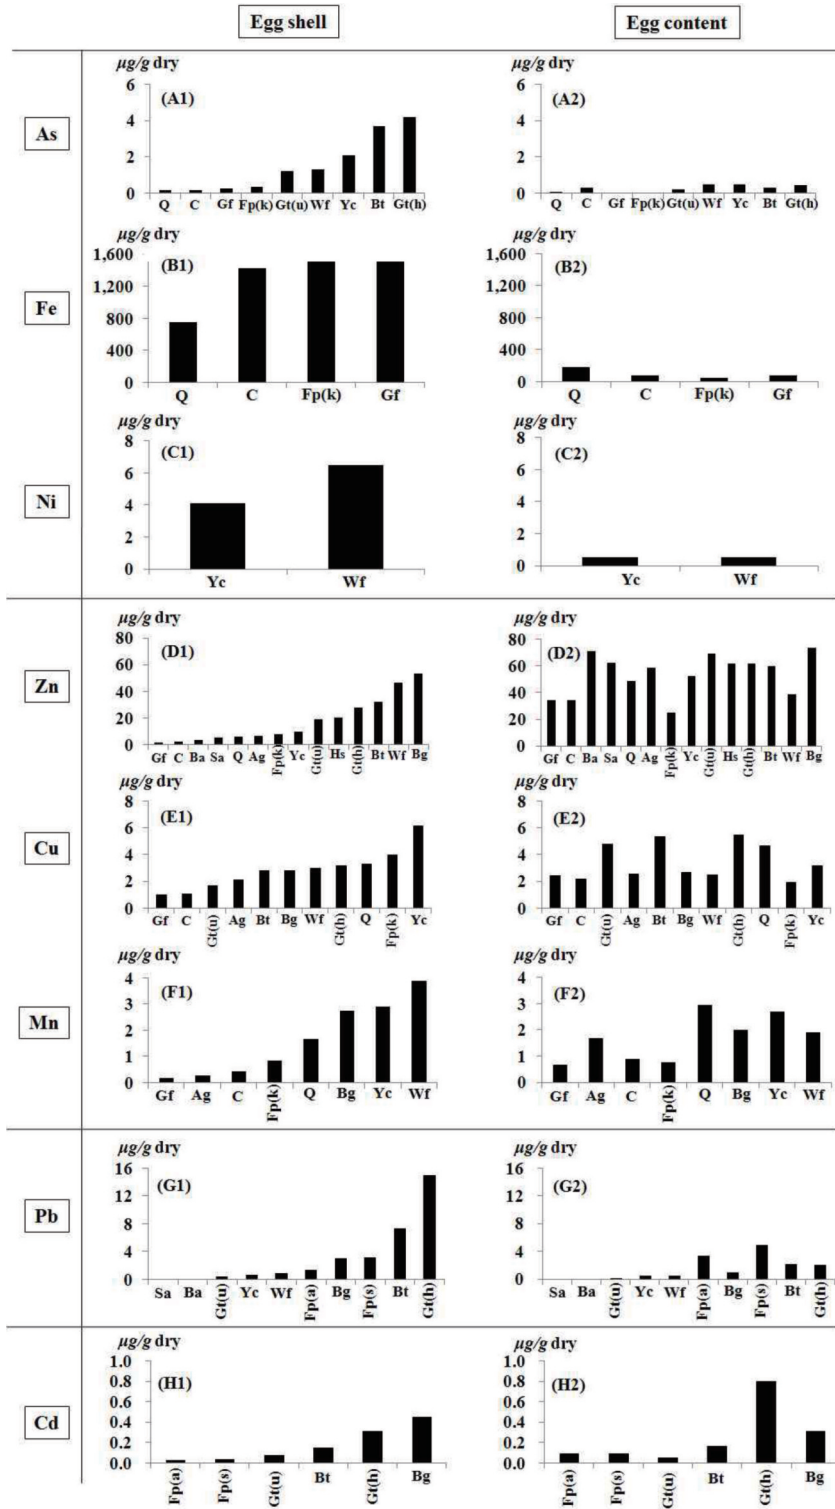 Egg shell
Egg content
As
µg/g dry
(A1)
6
4
2
0
Q C Gf Fp(k) Gt(u) Wf Yc Bt Gt(h)
µg/g dry
(A2)
6
4
2
0
Q C Gf Fp(k) Gt(u) Wf Yc Bt Gt(h)
Fe
µg/g dry
(B1)
1,600
1,200
800
400
0
Q C Fp(k) Gf
µg/g dry
(B2)
1,600
1,200
800
400
0
Q C Fp(k) Gf
Ni
µg/g dry
(C1)
8
6
4
2
0
Yc Wf
µg/g dry
(C2)
8
6
4
2
0
Yc Wf
Zn
µg/g dry
(D1)
80
60
40
20
0
Gf C Ba Sa Q Ag Fp(k) Yc Gt(u) Hs Gt(h) Bt Wf Bg
µg/g dry
(D2)
80
60
40
20
0
Gf C Ba Sa Q Ag Fp(k) Yc Gt(u) Hs Gt(h) Bt Wf Bg
Cu
µg/g dry
(E1)
8
6
4
2
0
Gf C Gt(u) Ag Bt Bg Wf Gt(h) Q Fp(k) Yc
µg/g dry
(E2)
8
6
4
2
0
Gf C Gt(u) Ag Bt Bg Wf Gt(h) Q Fp(k) Yc
Mn
µg/g dry
(F1)
4
3
2
1
0
Gf Ag C Fp(k) Q Bg Yc Wf
µg/g dry
(F2)
4
3
2
1
0
Gf Ag C Fp(k) Q Bg Yc Wf
Pb
µg/g dry
(G1)
16
12
8
4
0
Sa Ba Gt(u) Yc Wf Fp(a) Bg Fp(s) Bt Gt(h)
µg/g dry
(G2)
16
12
8
4
0
Sa Ba Gt(u) Yc Wf Fp(a) Bg Fp(s) Bt Gt(h)
Cd
µg/g dry
(H1)
1.0
0.8
0.6
0.4
0.2
0.0
Fp(a) Fp(s) Gt(u) Bt Gt(h) Bg
µg/g dry
(H2)
1.0
0.8
0.6
0.4
0.2
0.0
Fp(a) Fp(s) Gt(u) Bt Gt(h) Bg